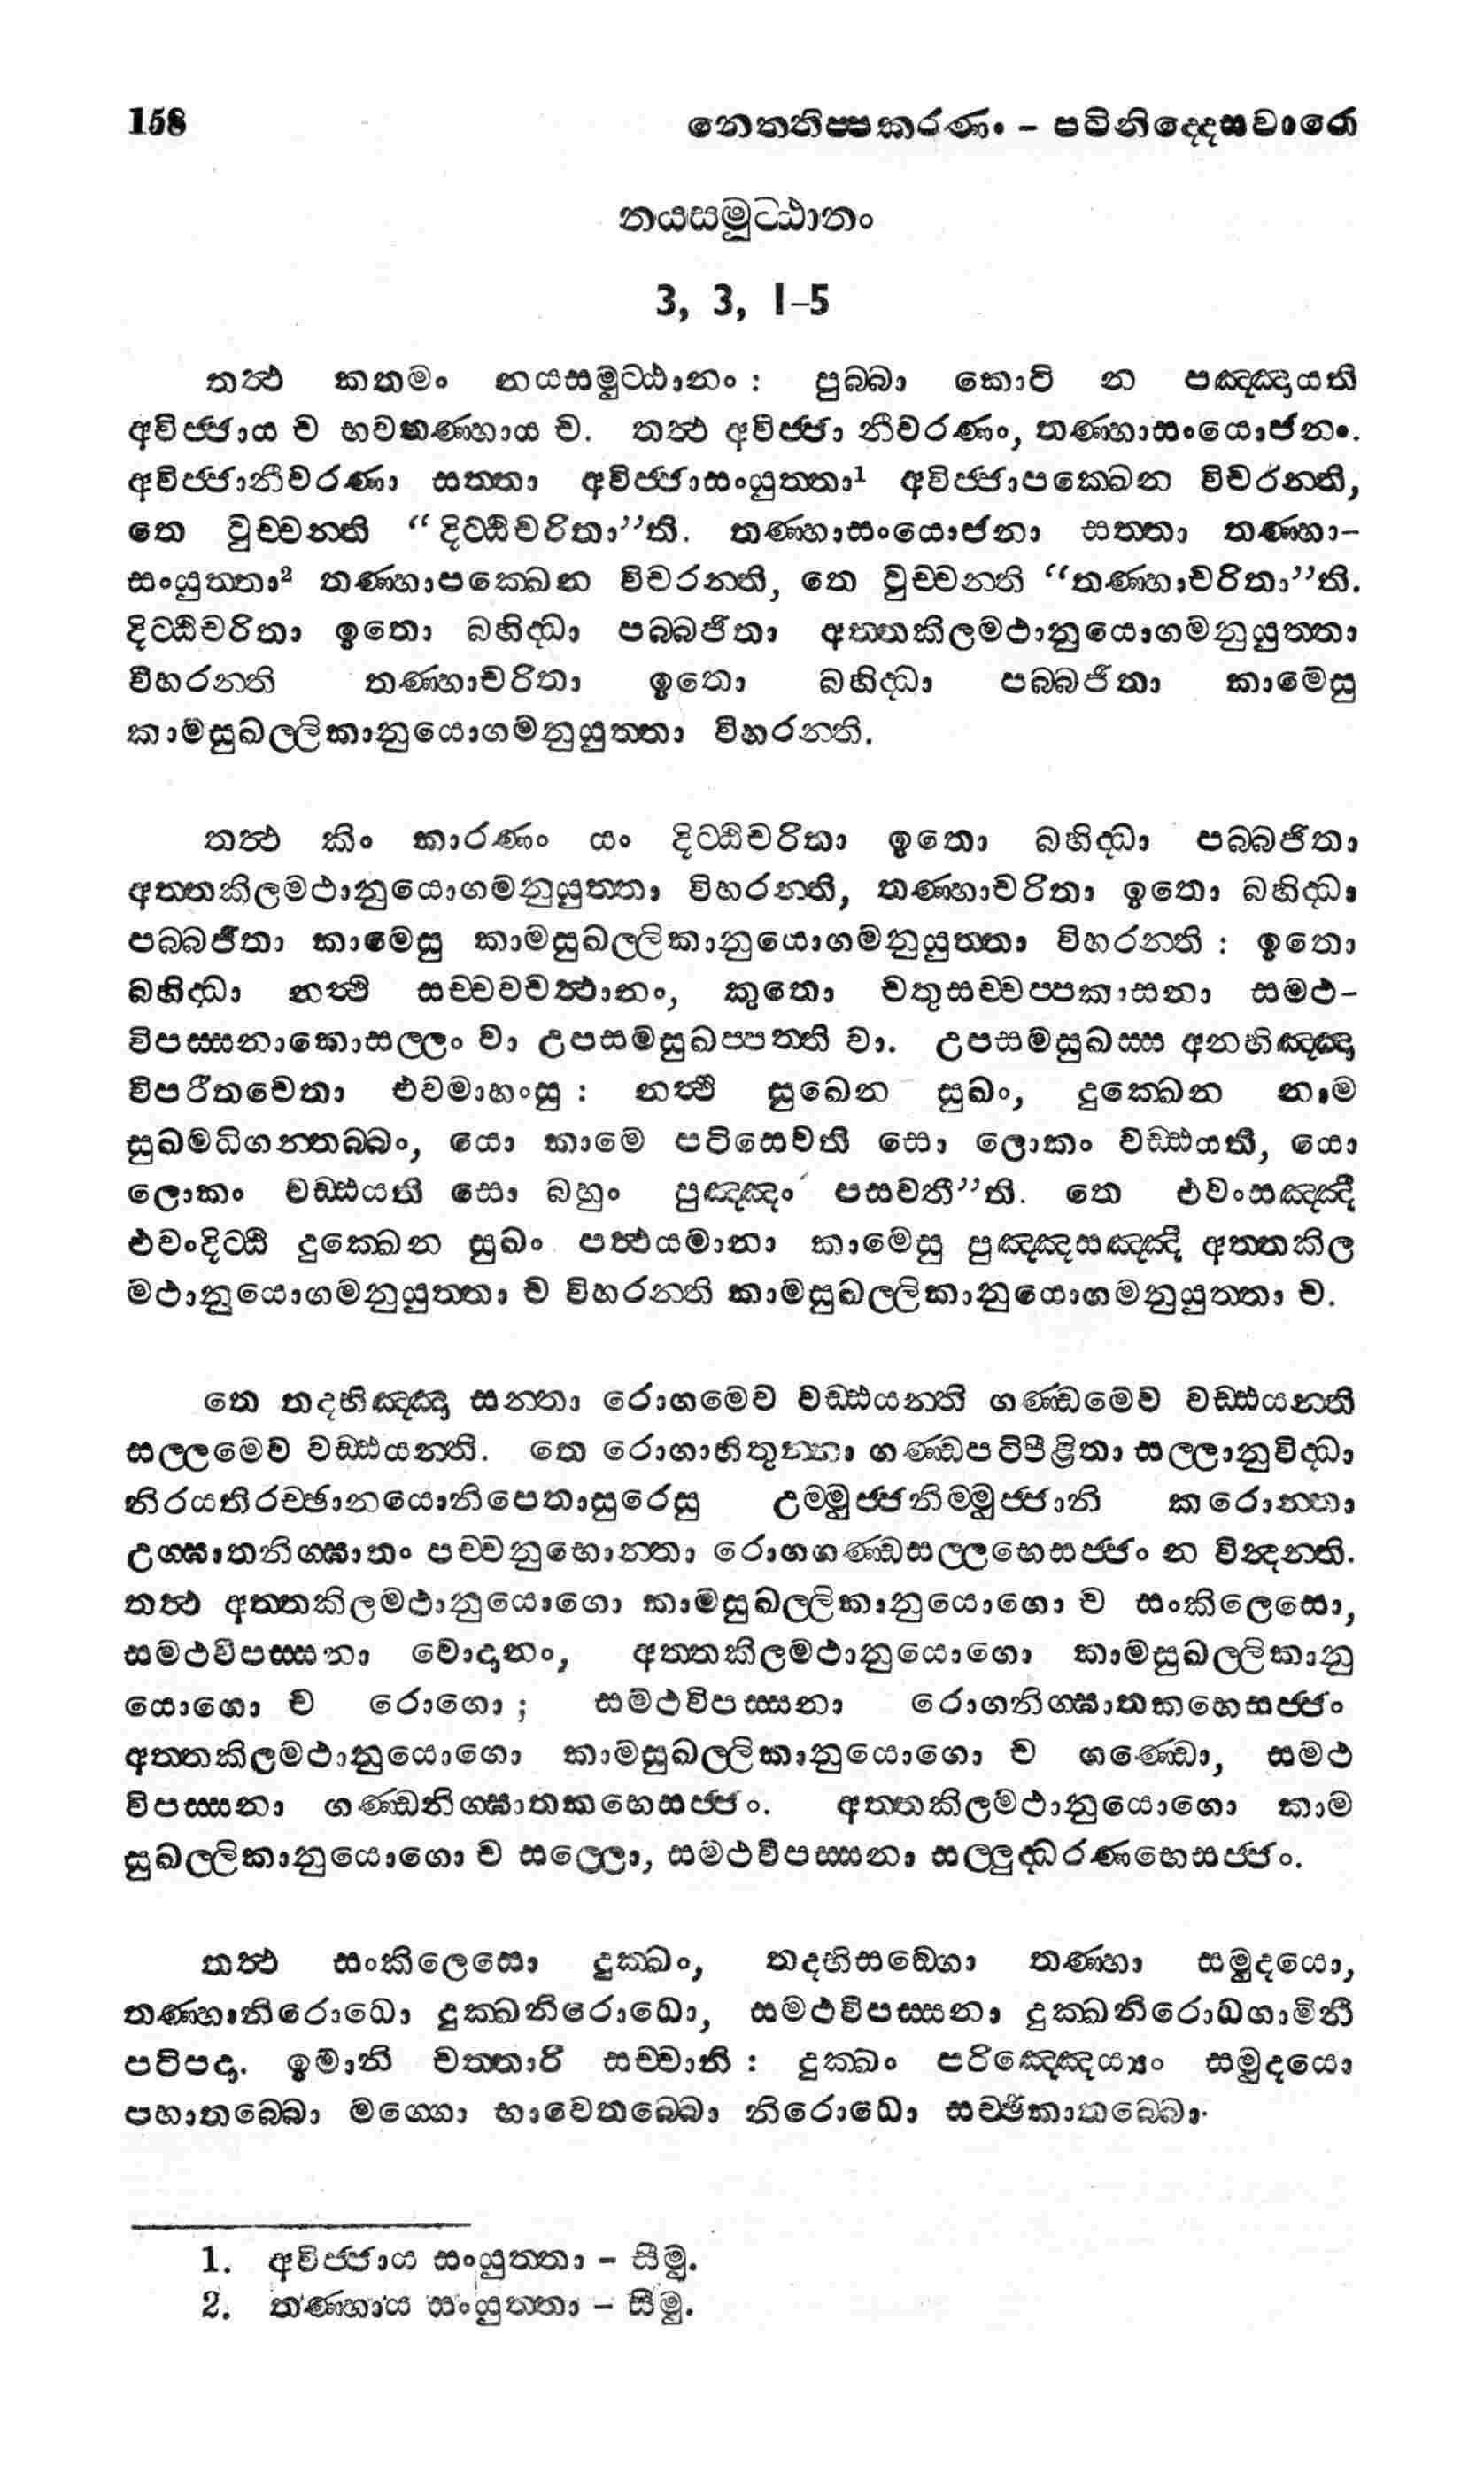 158 නෙත්තිප්පකරණං – පටිනිද්දෙසවාරෙ
නයසමුට්ඨානං
3, 3, 1–5
තත්ථ කතමං නයසමුට්ඨානං : පුබ්බා කොටි න පඤ්ඤායති
අවිජ්ජාය ච භවතණ්හාය ච. තත්ථ අවිජ්ජා නීවරණං, තණ්හාසංයොජනං.
අවිජ්ජානීවරණා සත්තා අවිජ්ජාසංයුත්තා¹ අවිජ්ජාපක්ඛෙන විචරන්ති,
තෙ වුච්චන්ති “දිට්ඨිචරිතා”ති. තණ්හාසංයොජනා සත්තා තණ්හා-
සංයුත්තා² තණ්හාපක්ඛෙන විචරන්ති, තෙ වුච්චන්ති “තණ්හාචරිතා”ති.
දිට්ඨිචරිතා ඉතො බහිද්ධා පබ්බජිතා අත්තකිලමථානුයොගමනුයුත්තා
විහරන්ති තණ්හාචරිතා ඉතො බහිද්ධා පබ්බජිතා කාමෙසු
කාමසුඛල්ලිකානුයොගමනුයුත්තා විහරන්ති.
තත්ථ කිං කාරණං යං දිට්ඨිචරිතා ඉතො බහිද්ධා පබ්බජිතා
අත්තකිලමථානුයොගමනුයුත්තා විහරන්ති, තණ්හාචරිතා ඉතො බහිද්ධා
පබ්බජිතා කාමෙසු කාමසුඛල්ලිකානුයොගමනුයුත්තා විහරන්ති : ඉතො
බහිද්ධා නත්ථි සච්චවවත්ථානං, කුතො චතුසච්චප්පකාසනා සමථ-
විපස්සනාකොසල්ලං වා උපසමසුඛප්පත්ති වා. උපසමසුඛස්ස අනභිඤ්ඤා
විපරීතචෙතා එවමාහංසු : නත්ථි සුඛෙන සුඛං, දුක්ඛෙන නාම
සුඛමධිගන්තබ්බං, යො කාමෙ පටිසෙවති සො ලොකං වඩ්ඪයති, යො
ලොකං වඩ්ඪයති සො බහුං පුඤ්ඤං පසවතී”ති. තෙ එවංසඤ්ඤී
එවංදිට්ඨී දුක්ඛෙන සුඛං පත්ථයමානා කාමෙසු පුඤ්ඤසඤ්ඤී අත්තකිල
මථානුයොගමනුයුත්තා ච විහරන්ති කාමසුඛල්ලිකානුයොගමනුයුත්තා ච.
තෙ තදභිඤ්ඤා සන්තා රොගමෙව වඩ්ඪයන්ති ගණ්ඩමෙව වඩ්ඪයන්ති
සල්ලමෙව වඩ්ඪයන්ති. තෙ රොගාභිතුන්නා ගණ්ඩපටිපීළිතා සල්ලානුවිද්ධා
නිරයතිරච්ඡානයොනිපෙතාසුරෙසු උම්මුජ්ජනිම්මුජ්ජානි කරොන්තා
උග්ඝාතනිග්ඝාතං පච්චනුභොන්තා රොගගණ්ඩසල්ලභෙසජ්ජං න වින්දන්ති.
තත්ථ අත්තකිලමථානුයොගො කාමසුඛල්ලිකානුයොගො ච සංකිලෙසො,
සමථවිපස්සනා වොදානං, අත්තකිලමථානුයොගො කාමසුඛල්ලිකානු
යොගො ච රොගො ; සමථවිපස්සනා රොගනිග්ඝාතකභෙසජ්ජං
අත්තකිලමථානුයොගො කාමසුඛල්ලිකානුයොගො ච ගණ්ඩො, සමථ
විපස්සනා ගණ්ඩනිග්ඝාතකභෙසජ්ජං. අත්තකිලමථානුයොගො කාම
සුඛල්ලිකානුයොගො ච සල්ලො, සමථවිපස්සනා සල්ලුද්ධරණභෙසජ්ජං.
තත්ථ සංකිලෙසො දුක්ඛං, තදභිසඞ්ගො තණ්හා සමුදයො,
තණ්හානිරොධො දුක්ඛනිරොධො, සමථවිපස්සනා දුක්ඛනිරොධගාමිනී
පටිපදා. ඉමානි චත්තාරි සච්චානි : දුක්ඛං පරිඤ්ඤෙය්‍යං සමුදයො
පහාතබ්බො මග්ගො භාවෙතබ්බො නිරොධො සච්ඡිකාතබ්බො.
1. අවිජ්ජාය සංයුත්තා – සීමු.
2. තණ්හාය සංයුත්තා – සීමු.